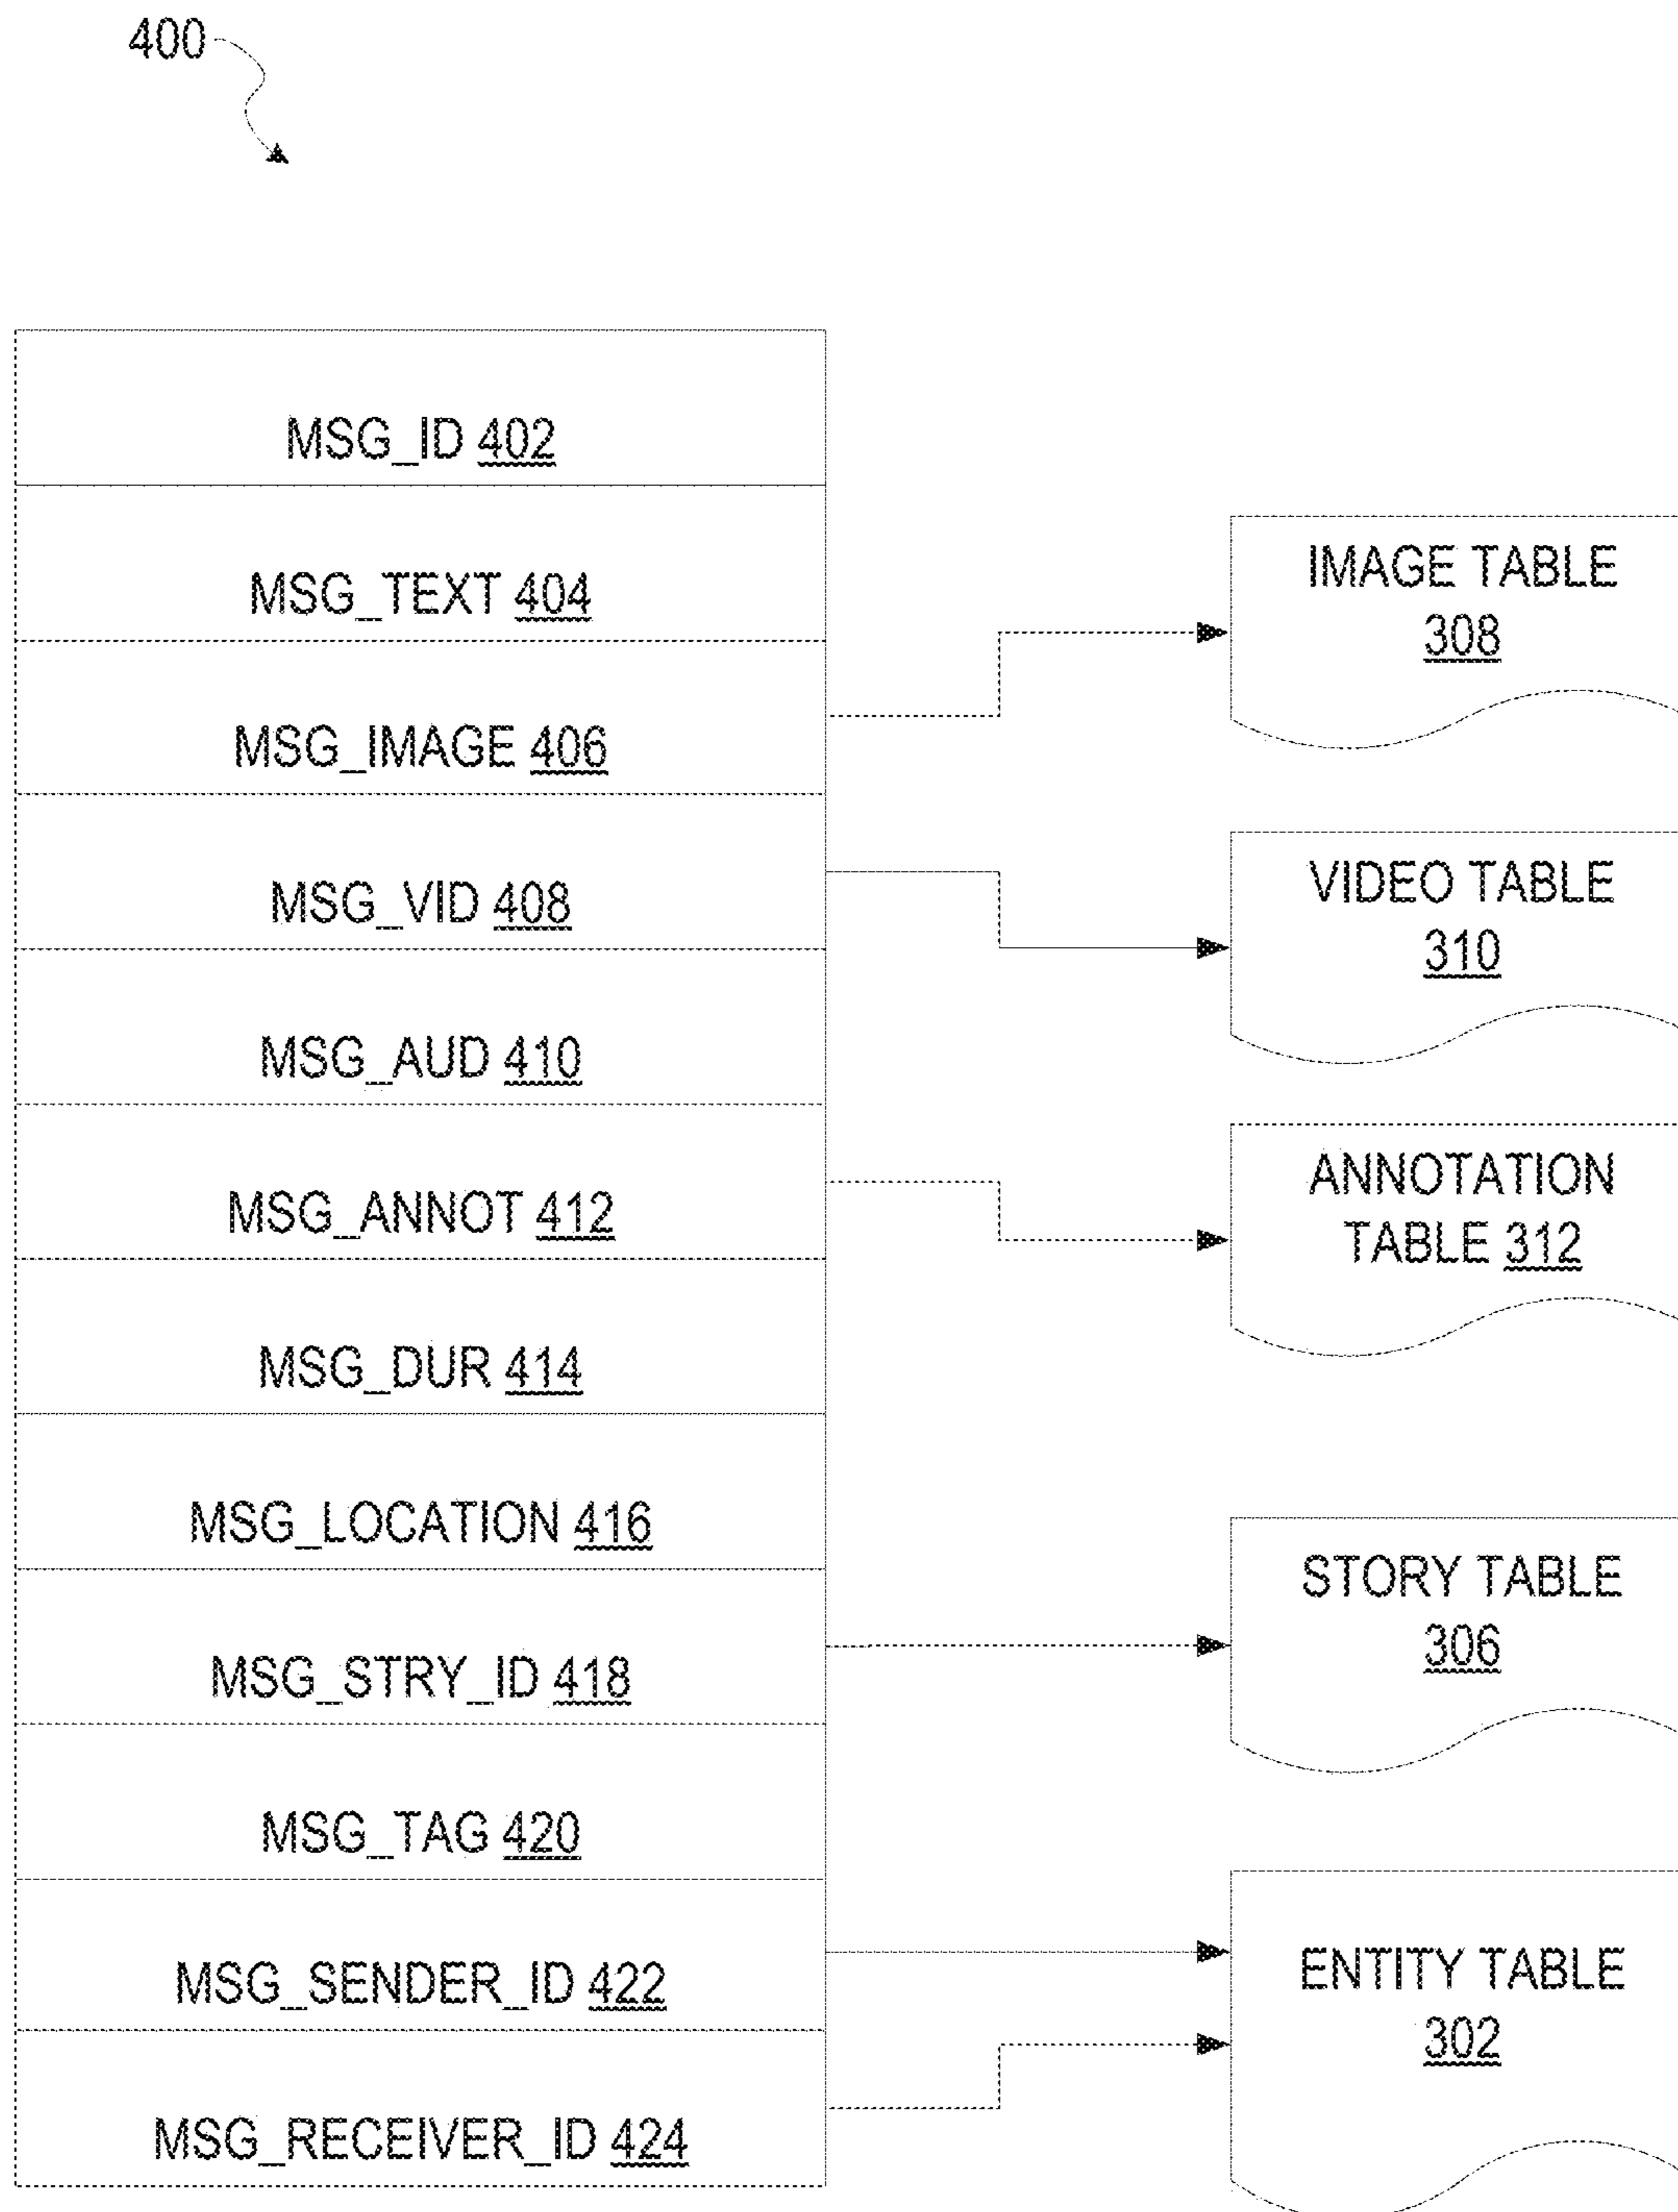 400
MSG_ID 402
MSG_TEXT 404
MSG_IMAGE 406
MSG_VID 408
MSG_AUD 410
MSG_ANNOT 412
MSG_DUR 414
MSG_LOCATION 416
MSG_STRY_ID 418
MSG_TAG 420
MSG_SENDER_ID 422
MSG_RECEIVER_ID 424
IMAGE TABLE
308
VIDEO TABLE
310
ANNOTATION
TABLE 312
STORY TABLE
306
ENTITY TABLE
302